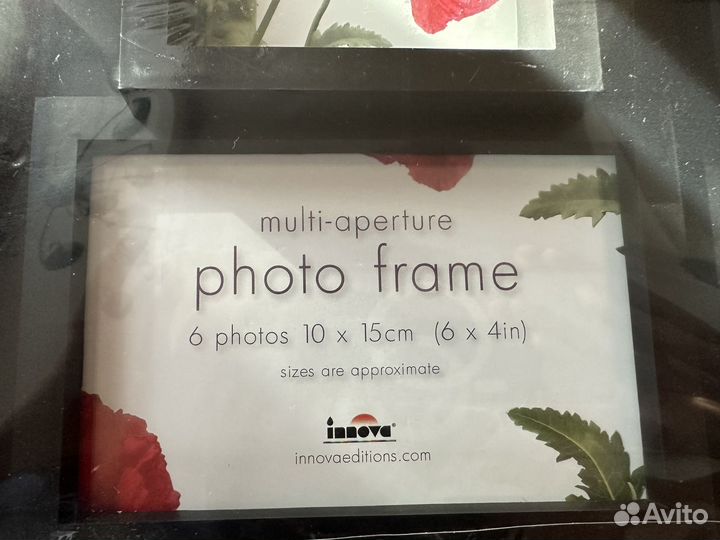 multi-aperture
photo frame
6 photos 10 x 15cm (6 x 4in)
sizes are approximate
innova®
innovaeditions.com
Avito